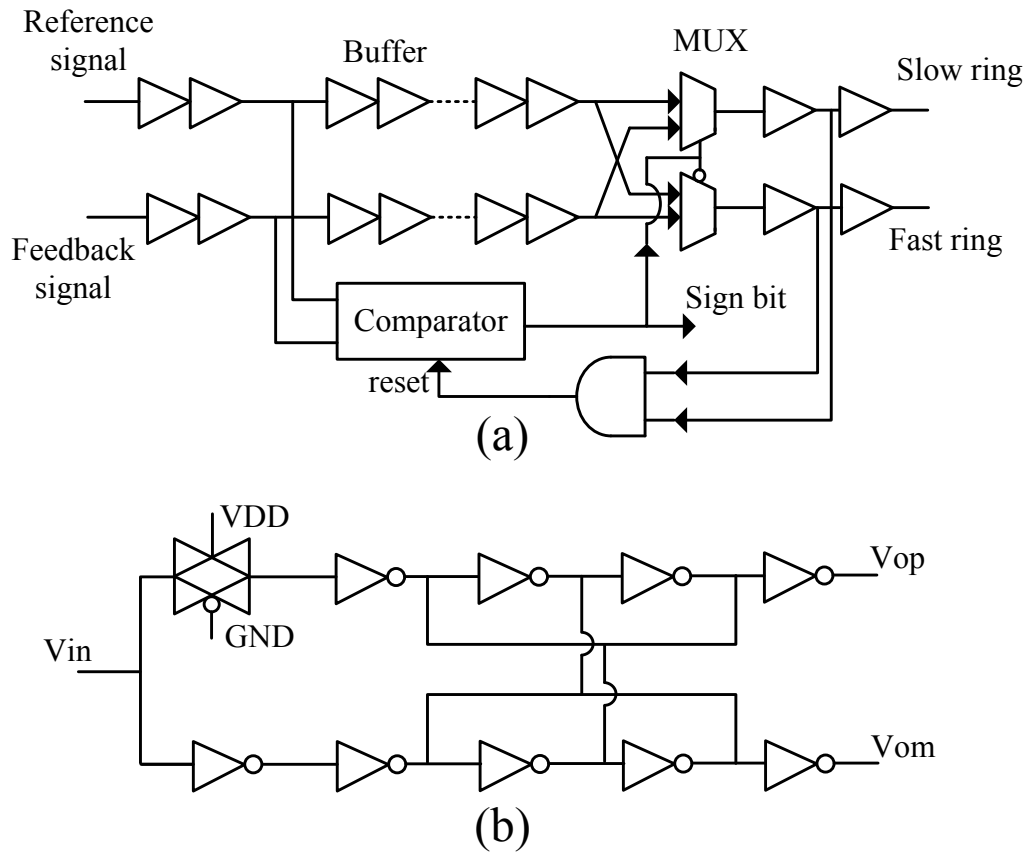 Reference
signal
Buffer
MUX
Slow ring
Feedback
signal
Fast ring
Comparator
Sign bit
reset
(a)
VDD
Vop
GND
Vin
Vom
(b)